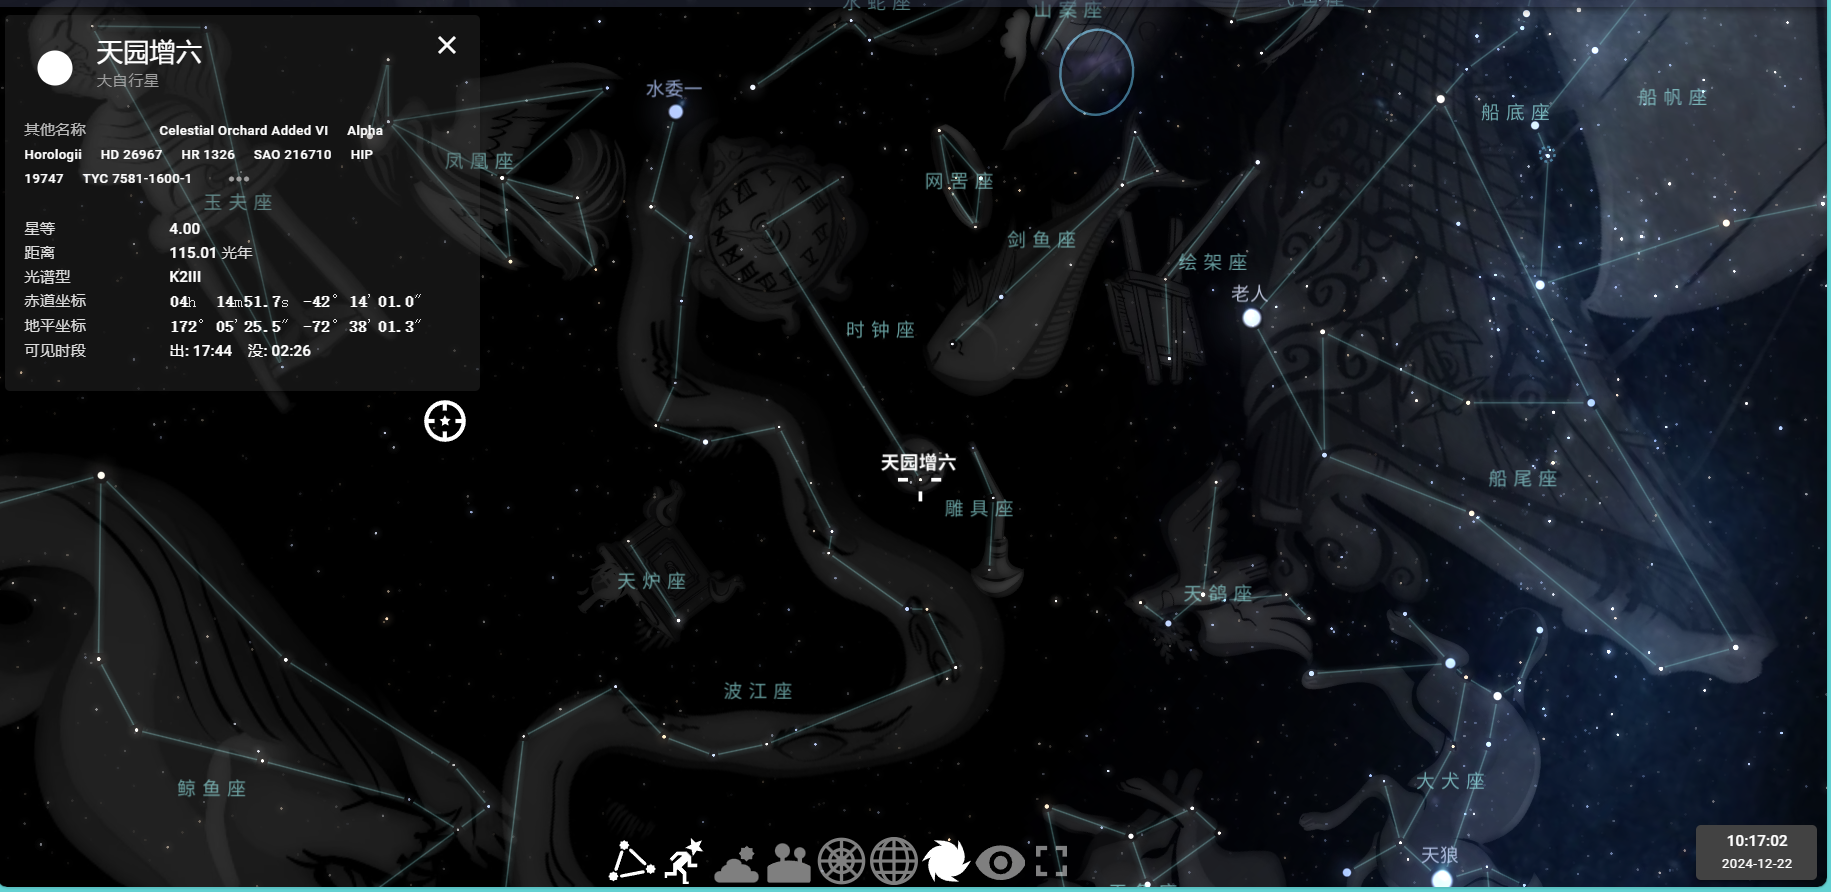 天园增六
大自行星
其他名称 Celestial Orchard Added VI Alpha
Horologii HD 26967 HR 1326 SAO 216710 HIP
19747 TYC 7581-1600-1
星等 4.00
距离 115.01 光年
光谱型 K2III
赤道坐标 04h 14m51.7s -42° 14′ 01.0″
地平坐标 172° 05′ 25.5″ -72° 38′ 01.3″
可见时段 出: 17:44 没: 02:26
水蛇座
山案座
水委一
船底座
船帆座
凤凰座
网罟座
玉夫座
剑鱼座
绘架座
老人
时钟座
天园增六
雕具座
船尾座
天炉座
天鸽座
波江座
鲸鱼座
大犬座
天狼
10:17:02
2024-12-22